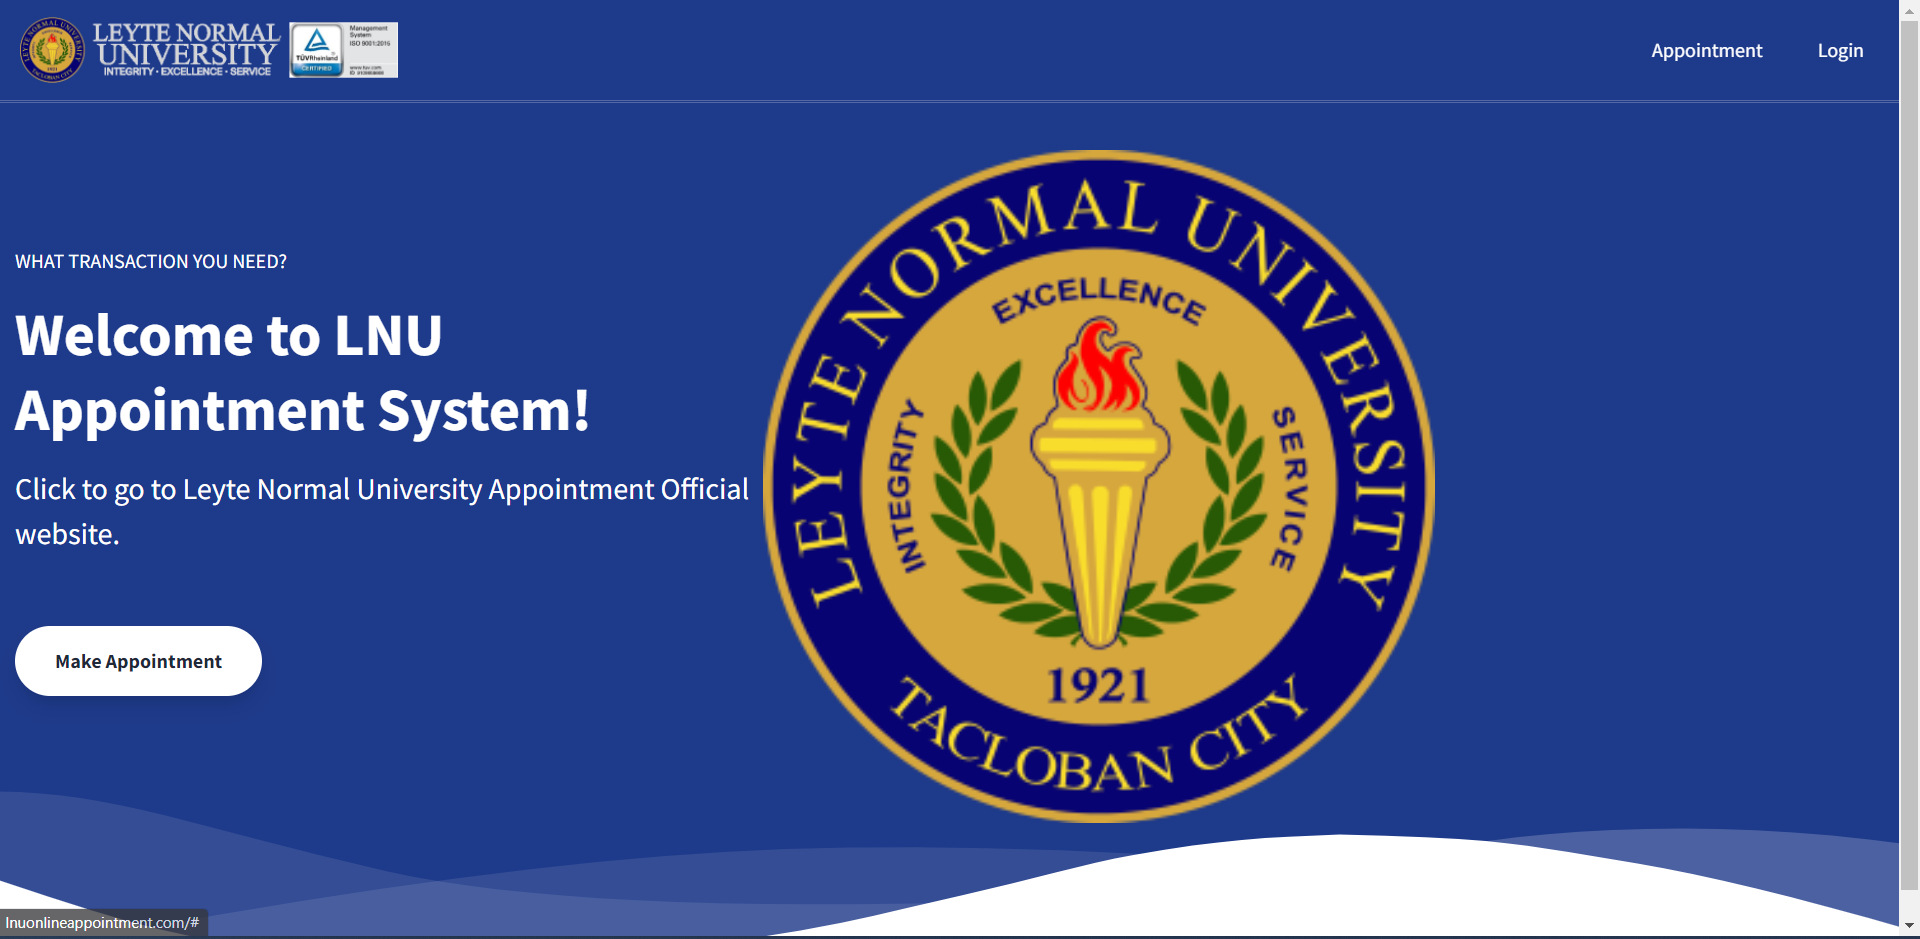 LEYTE NORMAL
UNIVERSITY
INTEGRITY · EXCELLENCE · SERVICE
TÜVRheinland
CERTIFIED
Management
System
ISO 9001:2015
www.tuv.com
Appointment
Login
WHAT TRANSACTION YOU NEED?
Welcome to LNU
Appointment System!
Click to go to Leyte Normal University Appointment Official
website.
Make Appointment
LEYTE NORMAL UNIVERSITY
EXCELLENCE
INTEGRITY
SERVICE
1921
TACLOBAN CITY
lnuonlineappointment.com/#